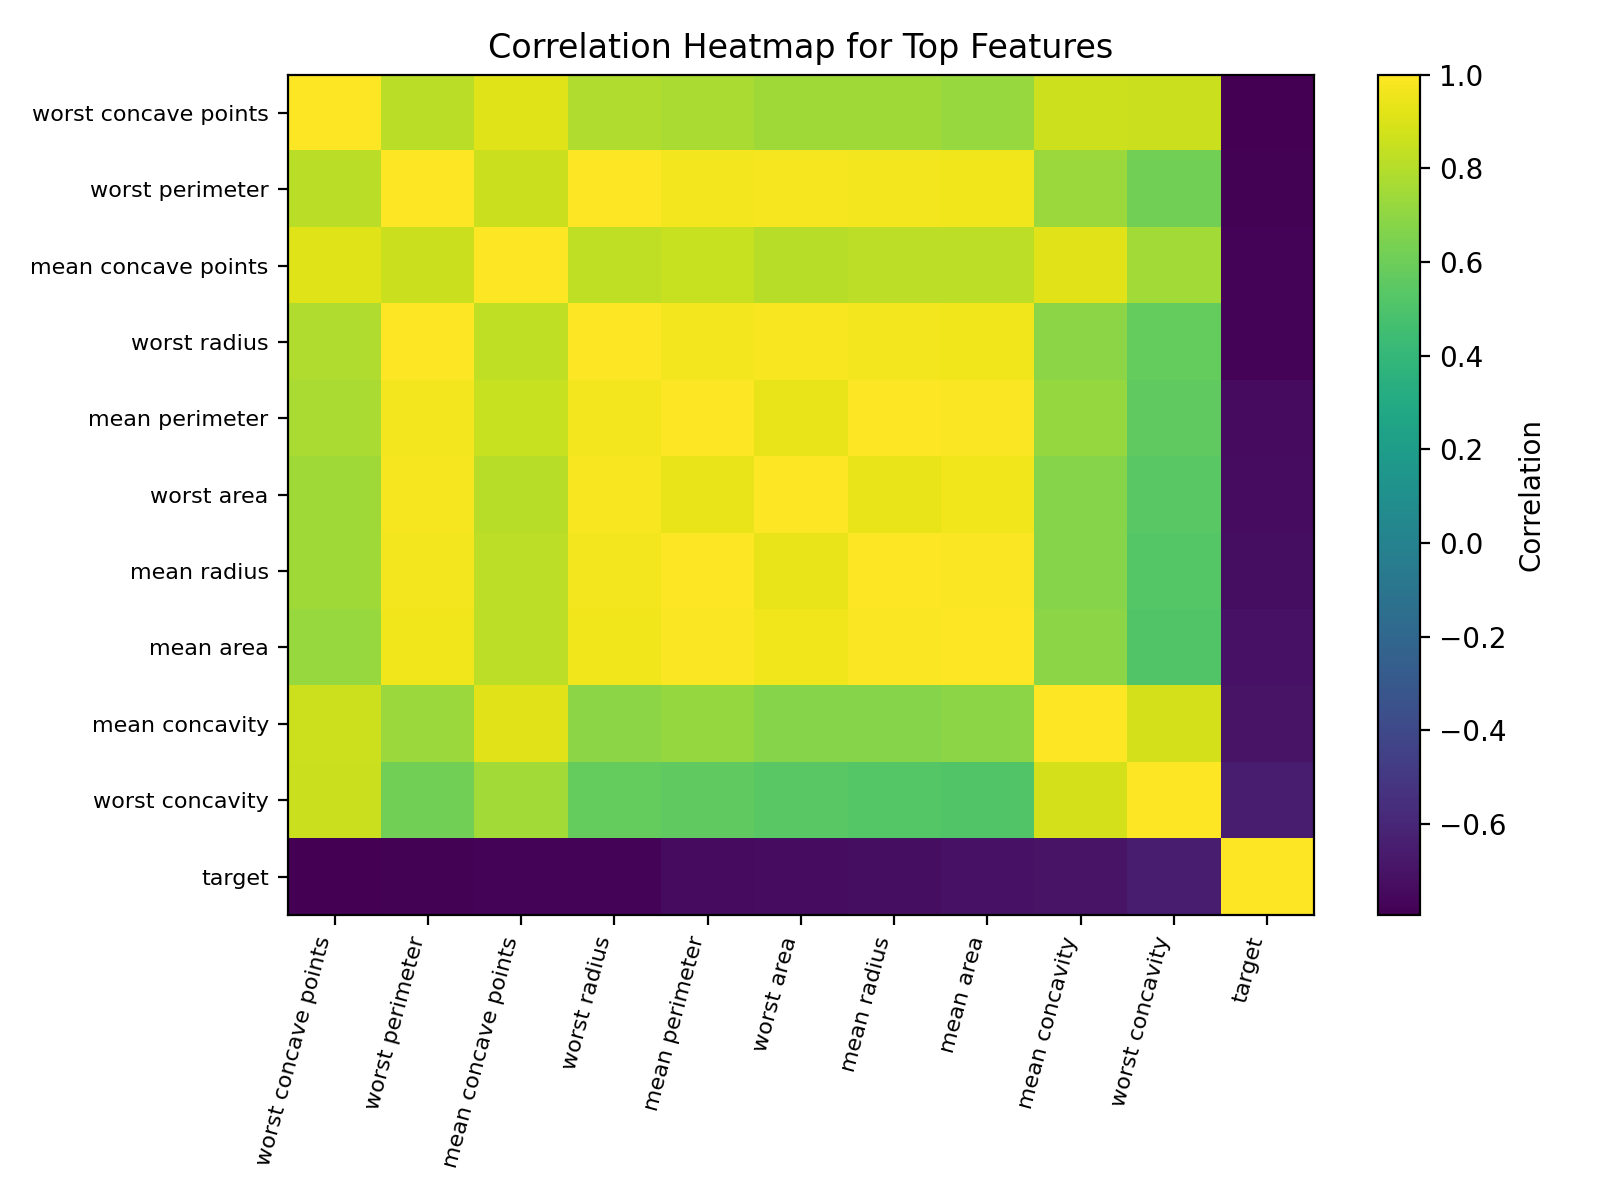 Correlation Heatmap for Top Features
worst concave points
worst perimeter
mean concave points
worst radius
mean perimeter
worst area
mean radius
mean area
mean concavity
worst concavity
target
worst concave points
worst perimeter
mean concave points
worst radius
mean perimeter
worst area
mean radius
mean area
mean concavity
worst concavity
target
1.0
0.8
0.6
0.4
0.2
0.0
−0.2
−0.4
−0.6
Correlation